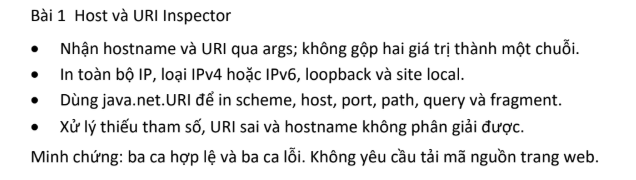 Bài 1 Host và URI Inspector
• Nhận hostname và URI qua args; không gộp hai giá trị thành một chuỗi.
• In toàn bộ IP, loại IPv4 hoặc IPv6, loopback và site local.
• Dùng java.net.URI để in scheme, host, port, path, query và fragment.
• Xử lý thiếu tham số, URI sai và hostname không phân giải được.
Minh chứng: ba ca hợp lệ và ba ca lỗi. Không yêu cầu tải mã nguồn trang web.